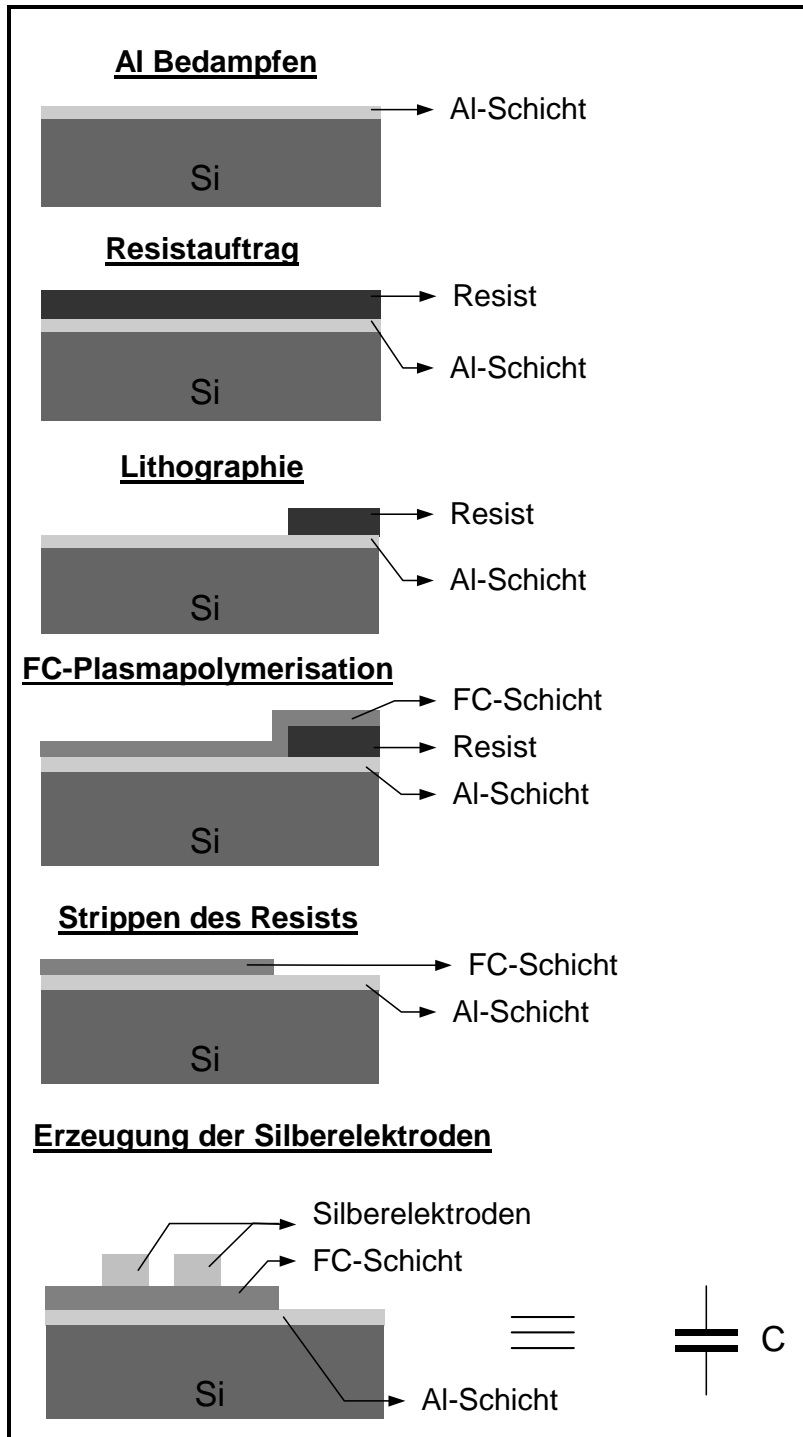 Al Bedampfen
Al-Schicht
Si
Resistauftrag
Resist
Al-Schicht
Si
Lithographie
Resist
Al-Schicht
Si
FC-Plasmapolymerisation
FC-Schicht
Resist
Al-Schicht
Si
Strippen des Resists
FC-Schicht
Al-Schicht
Si
Erzeugung der Silberelektroden
Silberelektroden
FC-Schicht
C
Si
Al-Schicht